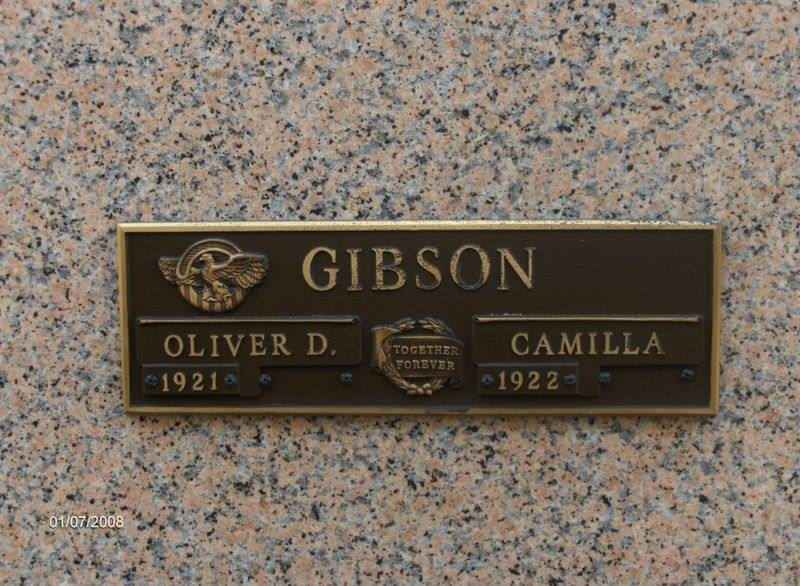 GIBSON
OLIVER D.
1921
TOGETHER
FOREVER
CAMILLA
1922
01/07/2008